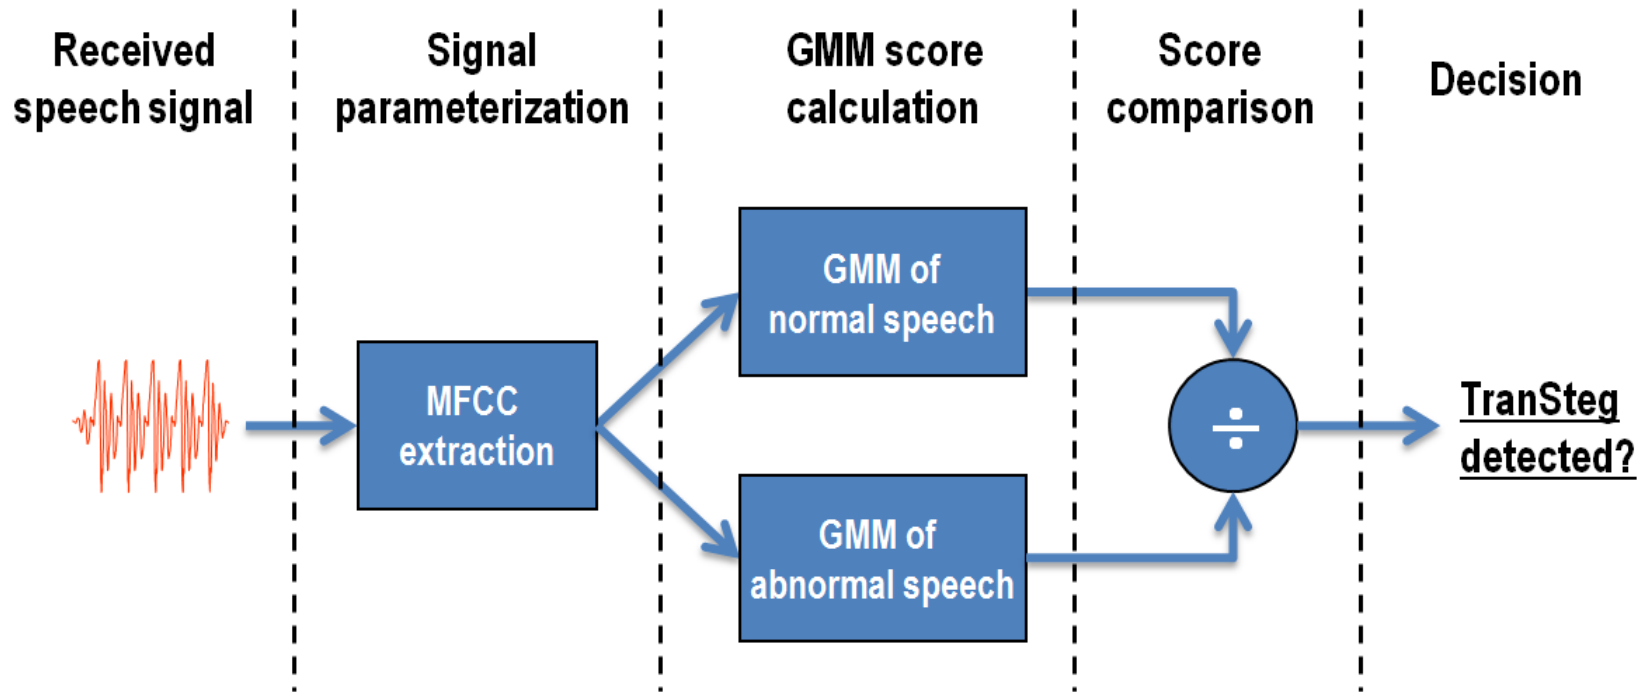 Received
speech signal
Signal
parameterization
GMM score
calculation
Score
comparison
Decision
MFCC
extraction
GMM of
normal speech
GMM of
abnormal speech
÷
TranSteg
detected?